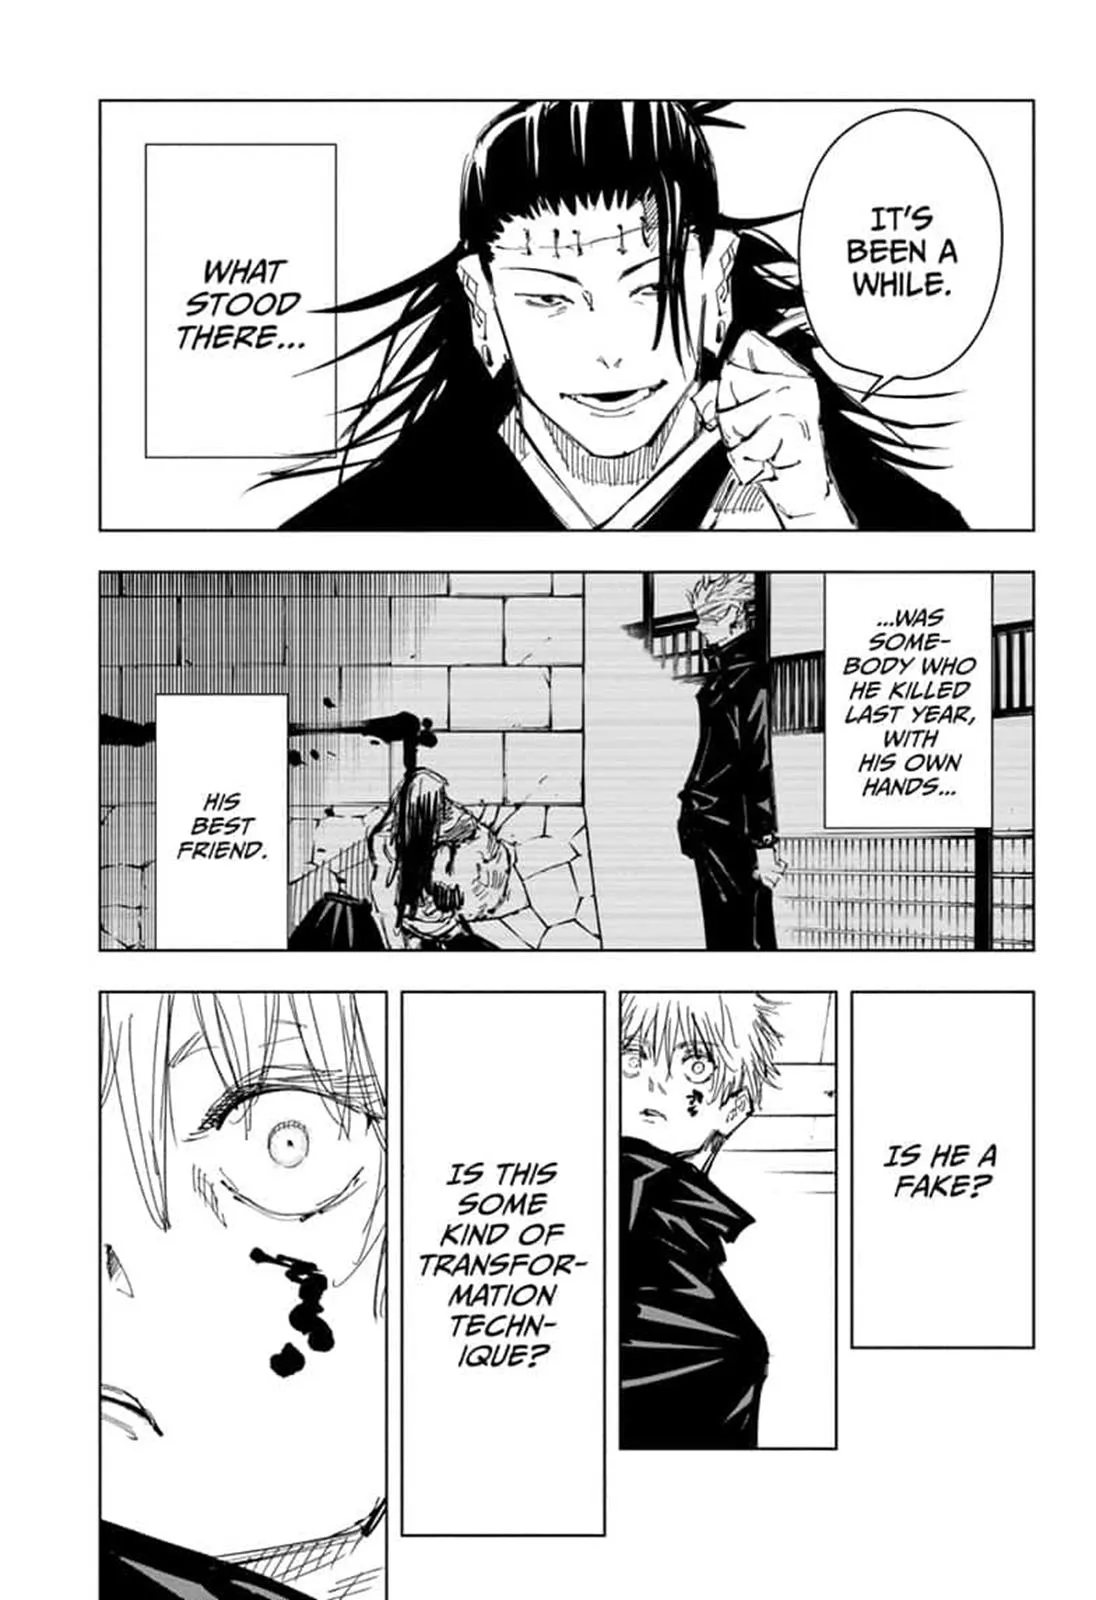 IT'S
BEEN A
WHILE.
WHAT
STOOD
THERE...
...WAS
SOME-
BODY WHO
HE KILLED
LAST YEAR,
WITH
HIS OWN
HANDS...
HIS
BEST
FRIEND.
IS HE A
FAKE?
IS THIS
SOME
KIND OF
TRANSFOR-
MATION
TECHN-
IQUE?